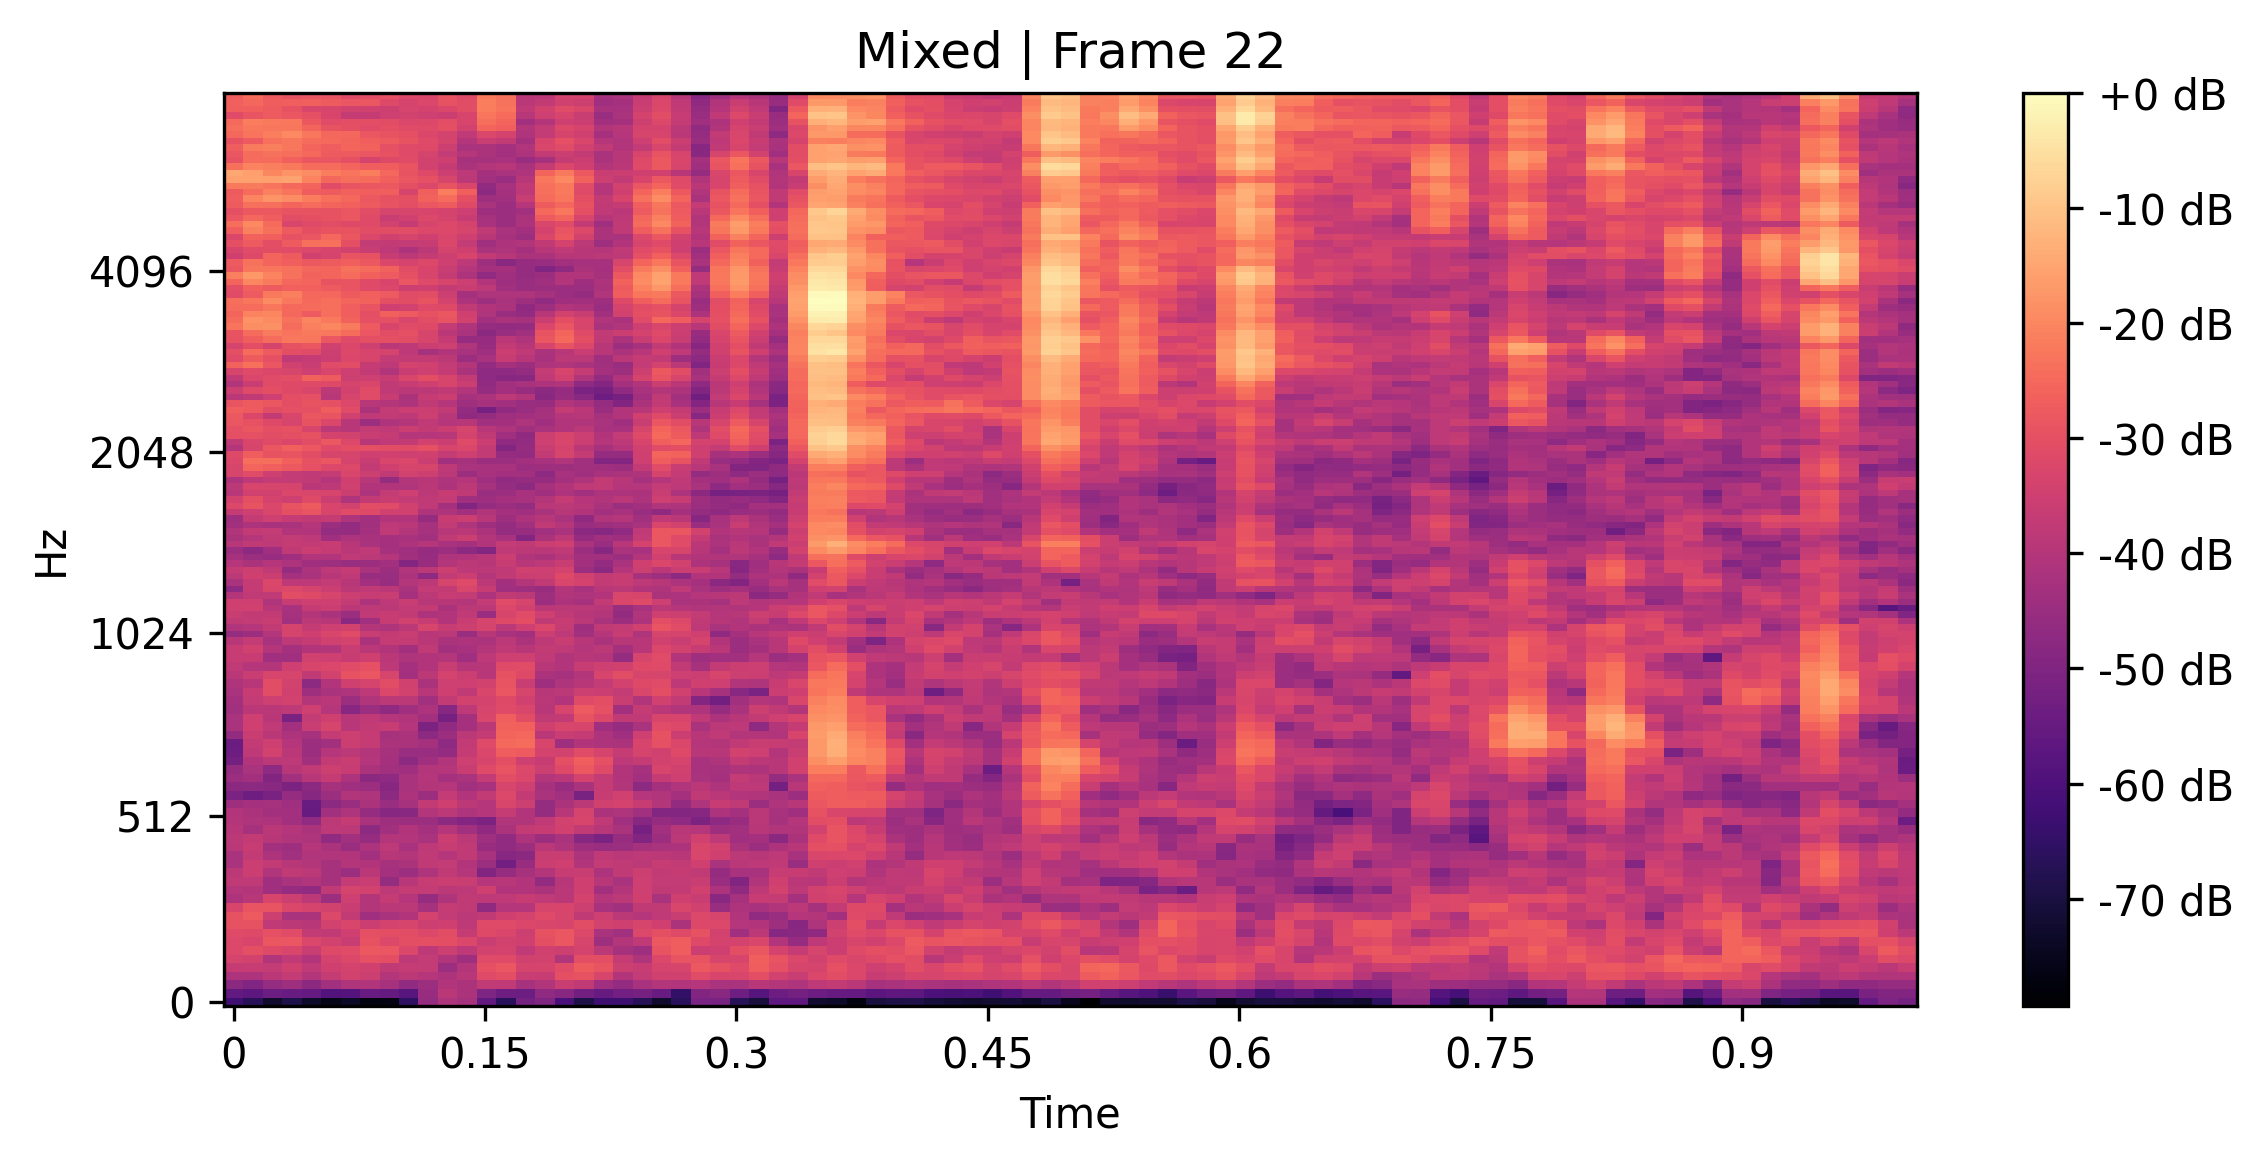 Mixed | Frame 22
+0 dB
-10 dB
-20 dB
-30 dB
-40 dB
-50 dB
-60 dB
-70 dB
4096
2048
1024
512
0
Hz
0
0.15
0.3
0.45
0.6
0.75
0.9
Time